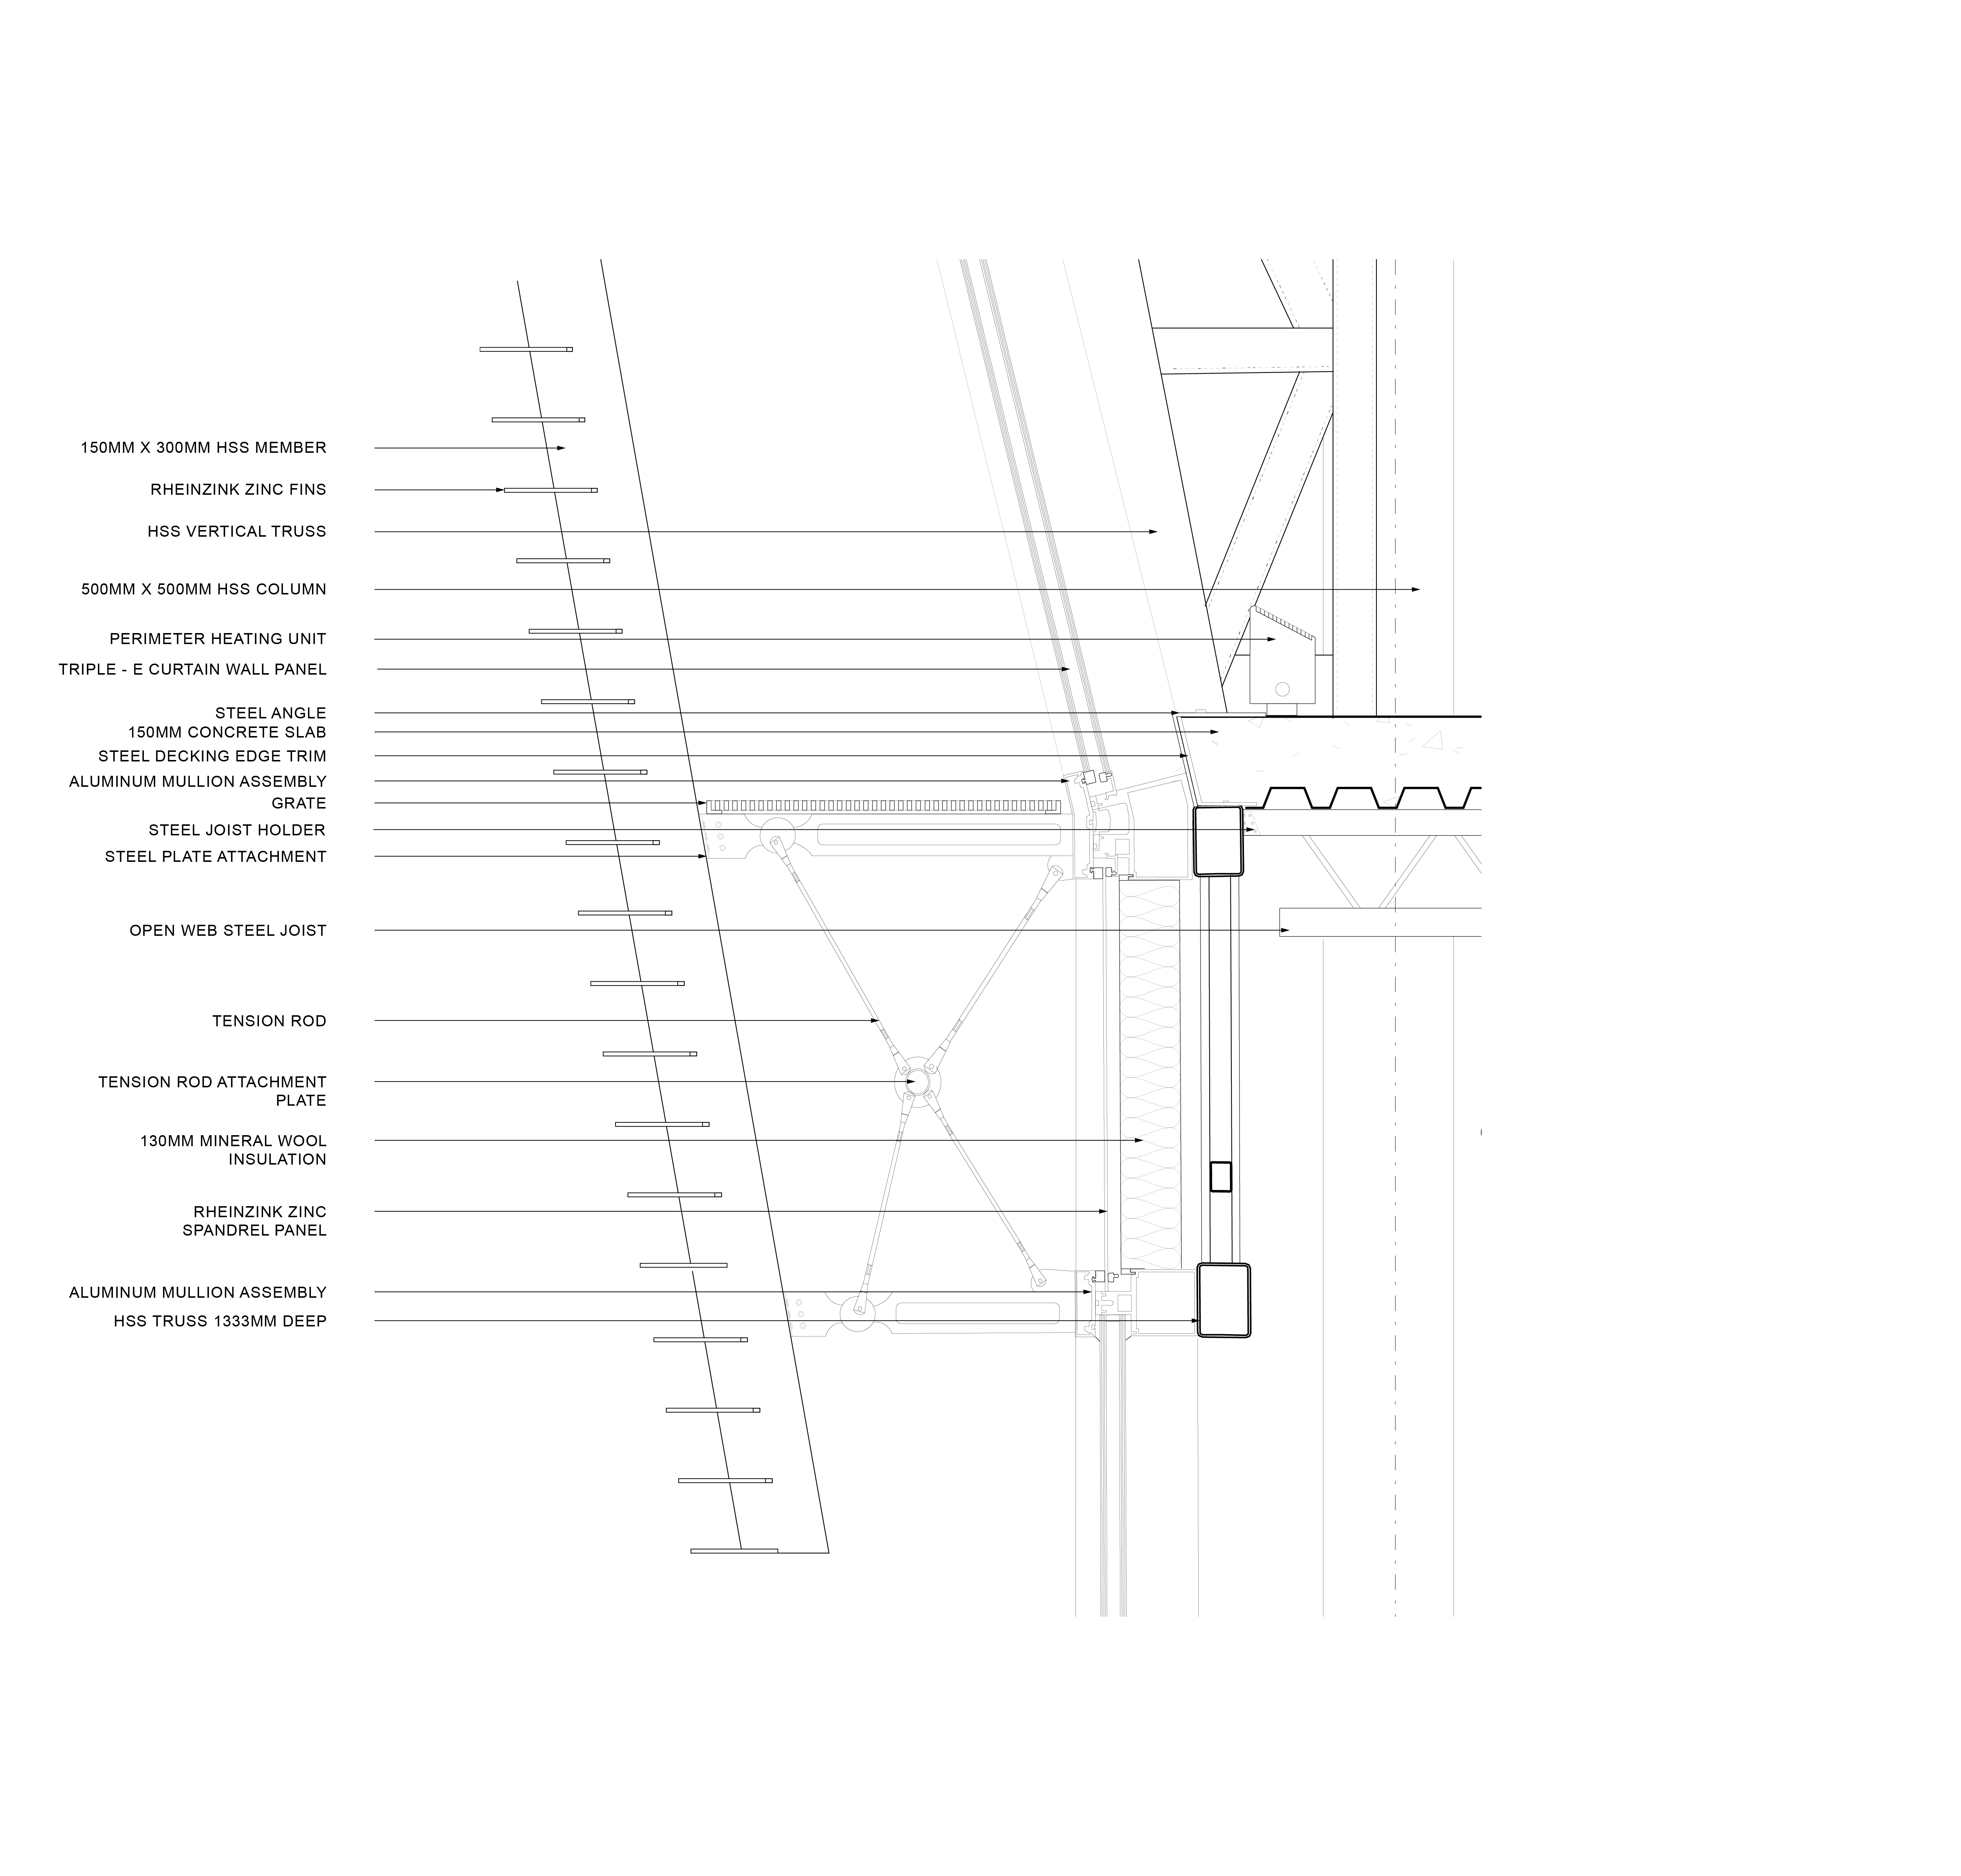 150MM X 300MM HSS MEMBER
RHEINZINK ZINC FINS
HSS VERTICAL TRUSS
500MM X 500MM HSS COLUMN
PERIMETER HEATING UNIT
TRIPLE - E CURTAIN WALL PANEL
STEEL ANGLE
150MM CONCRETE SLAB
STEEL DECKING EDGE TRIM
ALUMINUM MULLION ASSEMBLY
GRATE
STEEL JOIST HOLDER
STEEL PLATE ATTACHMENT
OPEN WEB STEEL JOIST
TENSION ROD
TENSION ROD ATTACHMENT
PLATE
130MM MINERAL WOOL
INSULATION
RHEINZINK ZINC
SPANDREL PANEL
ALUMINUM MULLION ASSEMBLY
HSS TRUSS 1333MM DEEP